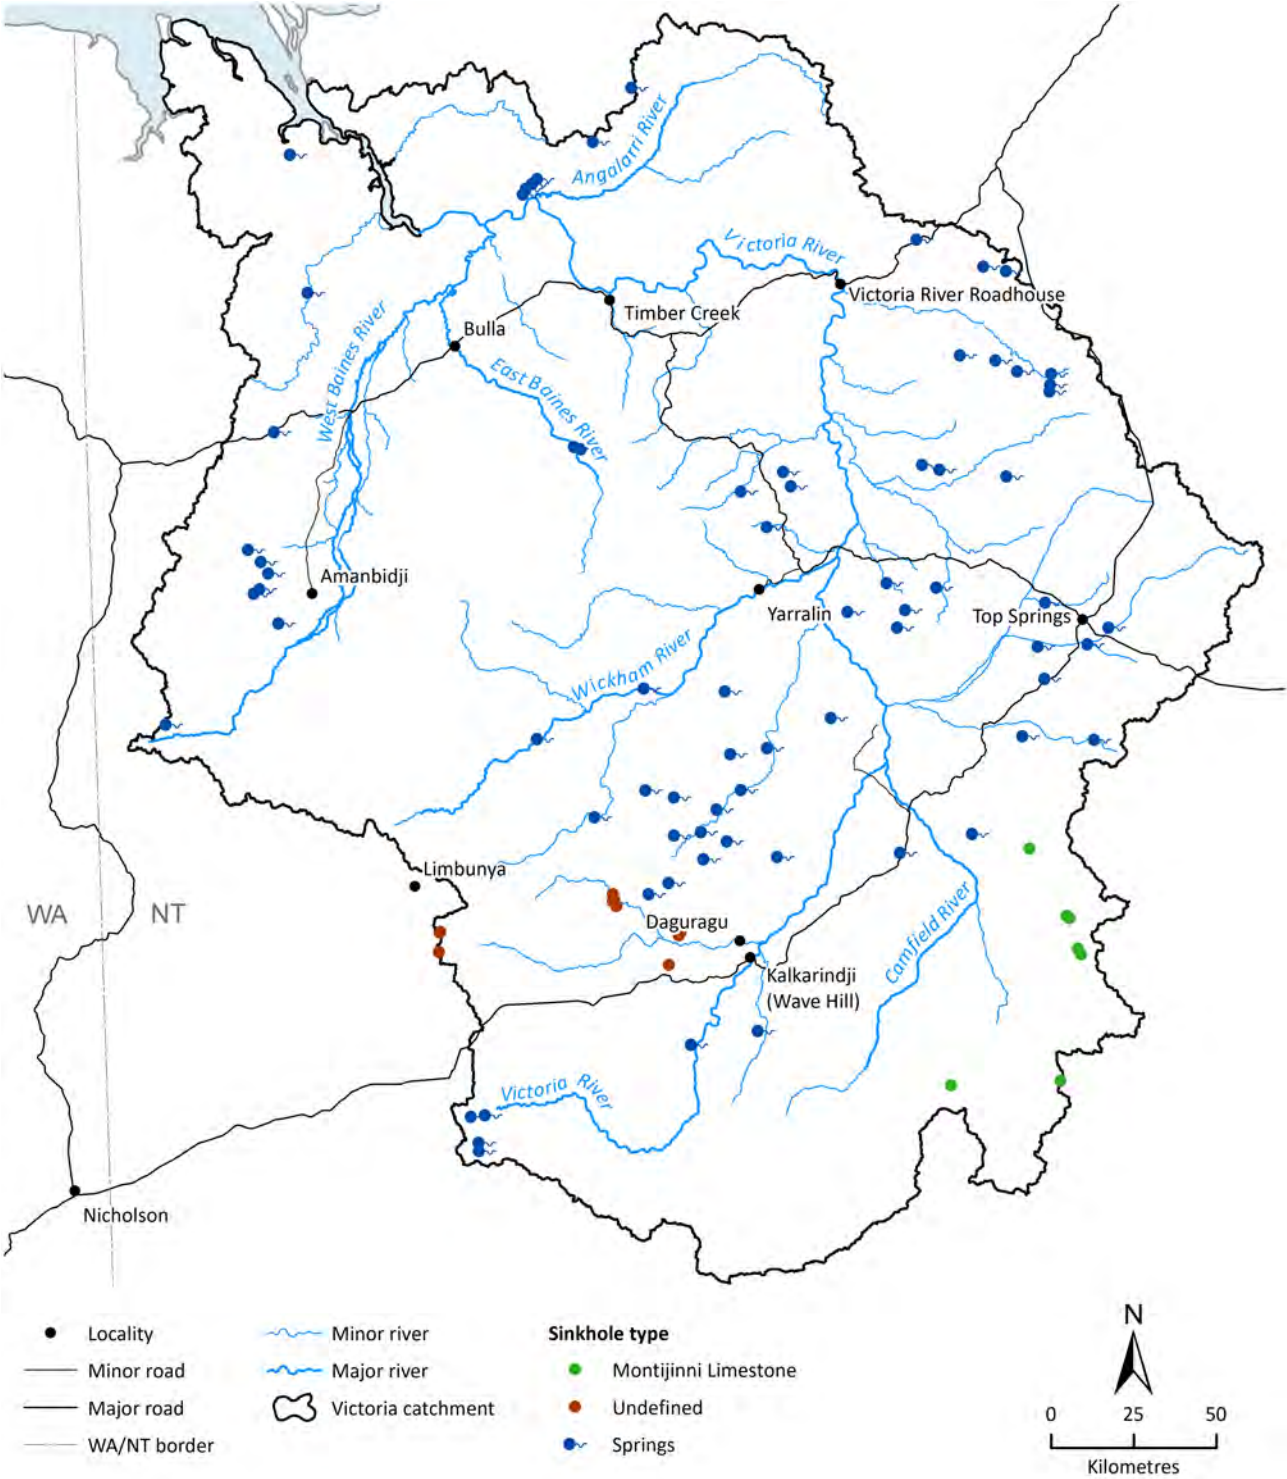 Angalarri River
Victoria River
Victoria River Roadhouse
Timber Creek
Bulla
West Baines River
East Baines River
Amanbidji
Yarralin
Top Springs
Wickham River
Limbunya
WA
NT
Daguragu
Camfield River
Kalkarindji
(Wave Hill)
Victoria River
Nicholson
N
Locality
Minor river
Sinkhole type
Minor road
Major river
Montijinni Limestone
Major road
Victoria catchment
Undefined
WA/NT border
Springs
0 25 50
Kilometres